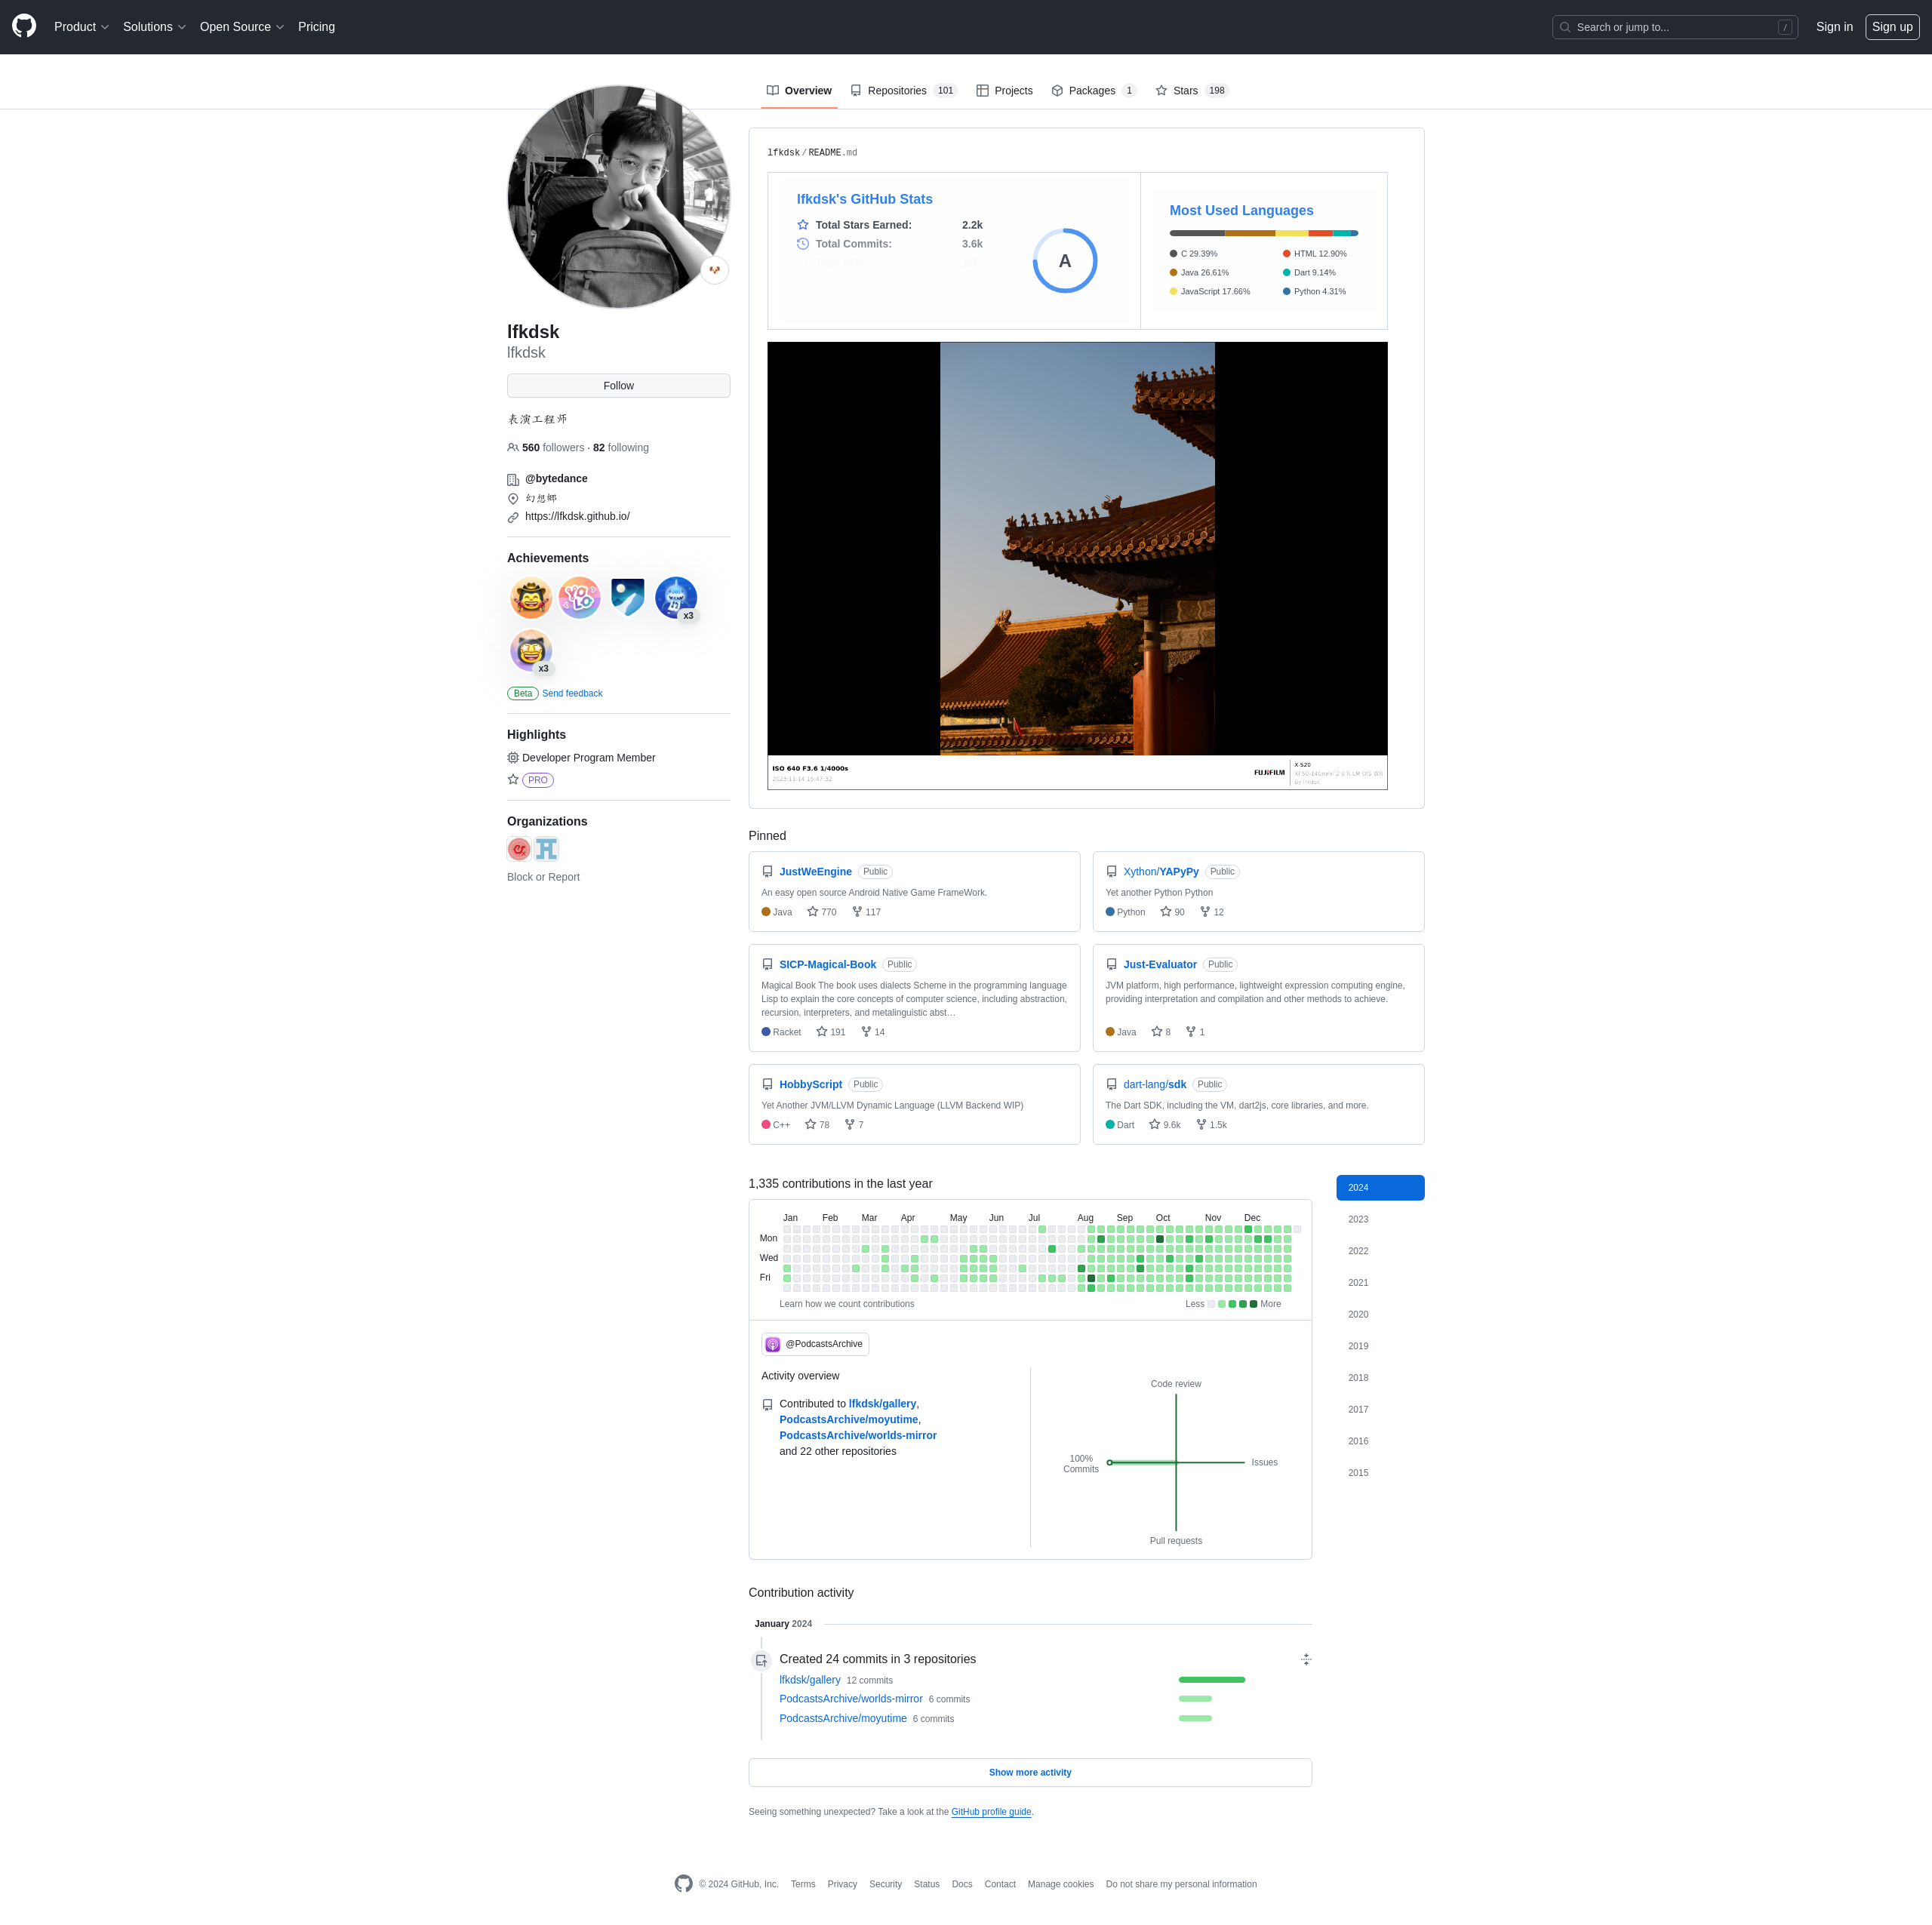 Product
Solutions
Open Source
Pricing
Search or jump to...
/
Sign in
Sign up
Overview
Repositories 101
Projects
Packages 1
Stars 198
lfkdsk
lfkdsk
Follow
表演工程师
560 followers · 82 following
@bytedance
幻想郷
https://lfkdsk.github.io/
Achievements
YOLO
x3
x3
Beta Send feedback
Highlights
Developer Program Member
PRO
Organizations
Block or Report
lfkdsk/README.md
lfkdsk's GitHub Stats
Total Stars Earned: 2.2k
Total Commits: 3.6k
A
Most Used Languages
C 29.39%
HTML 12.90%
Java 26.61%
Dart 9.14%
JavaScript 17.66%
Python 4.31%
ISO 640 F3.6 1/4000s
2023:11:14 15:47:32
FUJIFILM
X-S20
Pinned
JustWeEngine Public
An easy open source Android Native Game FrameWork.
Java 770 117
Xython/YAPyPy Public
Yet another Python Python
Python 90 12
SICP-Magical-Book Public
Magical Book The book uses dialects Scheme in the programming language
Lisp to explain the core concepts of computer science, including abstraction,
recursion, interpreters, and metalinguistic abst…
Racket 191 14
Just-Evaluator Public
JVM platform, high performance, lightweight expression computing engine,
providing interpretation and compilation and other methods to achieve.
Java 8 1
HobbyScript Public
Yet Another JVM/LLVM Dynamic Language (LLVM Backend WIP)
C++ 78 7
dart-lang/sdk Public
The Dart SDK, including the VM, dart2js, core libraries, and more.
Dart 9.6k 1.5k
1,335 contributions in the last year
Jan Feb Mar Apr May Jun Jul Aug Sep Oct Nov Dec
Mon
Wed
Fri
Learn how we count contributions
Less More
@PodcastsArchive
Activity overview
Contributed to lfkdsk/gallery,
PodcastsArchive/moyutime,
PodcastsArchive/worlds-mirror
and 22 other repositories
Code review
100%
Commits
Issues
Pull requests
2024
2023
2022
2021
2020
2019
2018
2017
2016
2015
Contribution activity
January 2024
Created 24 commits in 3 repositories
lfkdsk/gallery 12 commits
PodcastsArchive/worlds-mirror 6 commits
PodcastsArchive/moyutime 6 commits
Show more activity
Seeing something unexpected? Take a look at the GitHub profile guide.
© 2024 GitHub, Inc.
Terms
Privacy
Security
Status
Docs
Contact
Manage cookies
Do not share my personal information